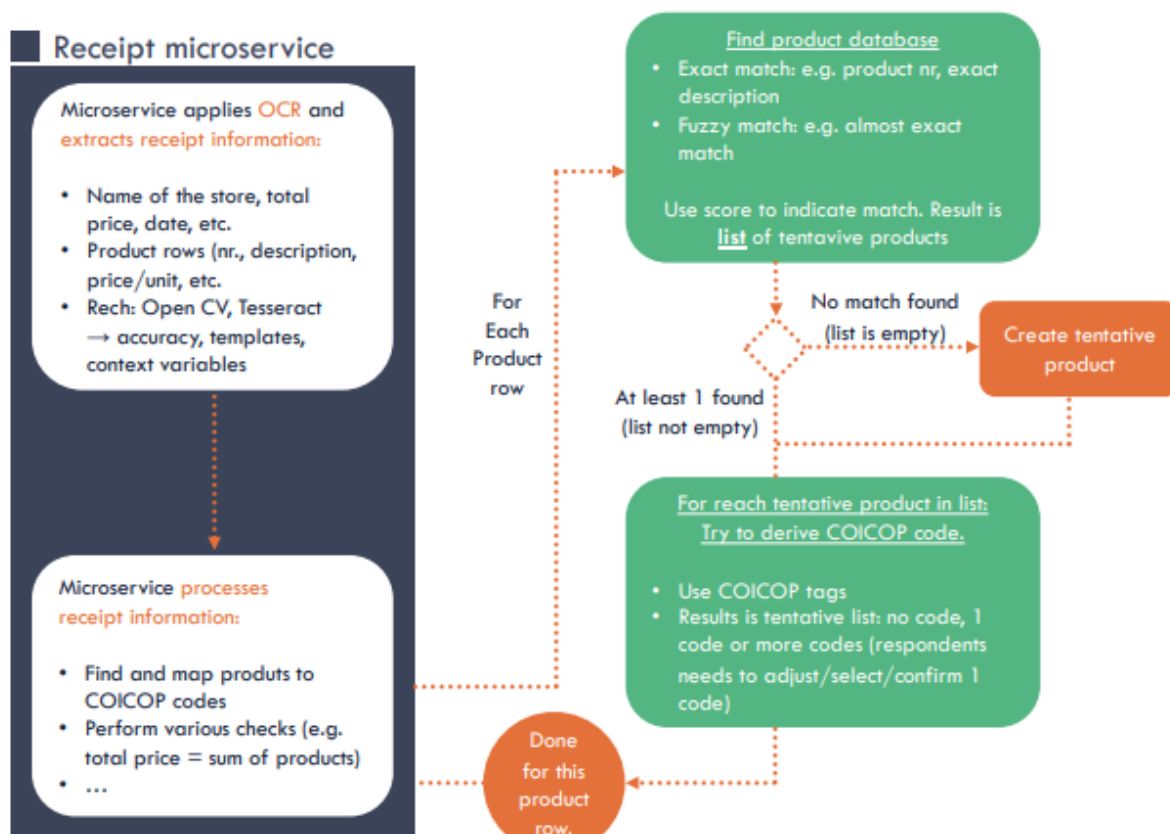 Receipt microservice
Microservice applies OCR and
extracts receipt information:
• Name of the store, total
price, date, etc.
• Product rows (nr., description,
price/unit, etc.
• Rech: Open CV, Tesseract
→ accuracy, templates,
context variables
Microservice processes
receipt information:
• Find and map produts to
COICOP codes
• Perform various checks (e.g.
total price = sum of products)
• ...
For
Each
Product
row
Find product database
• Exact match: e.g. product nr, exact
description
• Fuzzy match: e.g. almost exact
match
Use score to indicate match. Result is
list of tentavive products
No match found
(list is empty)
Create tentative
product
At least 1 found
(list not empty)
For reach tentative product in list:
Try to derive COICOP code.
• Use COICOP tags
• Results is tentative list: no code, 1
code or more codes (respondents
needs to adjust/select/confirm 1
code)
Done
for this
product
row.